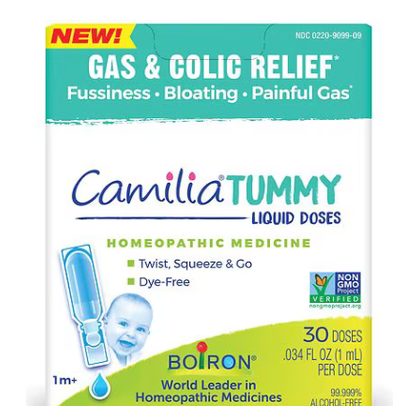 NEW!
NDC 0220-9099-09
GAS & COLIC RELIEF*
Fussiness • Bloating • Painful Gas*
Camilia® TUMMY
LIQUID DOSES
HOMEOPATHIC MEDICINE
Twist, Squeeze & Go
Dye-Free
NON
GMO
Project
VERIFIED
nongmoproject.org
30 DOSES
.034 FL OZ (1 mL)
PER DOSE
BOIRON®
1m+
World Leader in
Homeopathic Medicines
99.999%
ALCOHOL-FREE